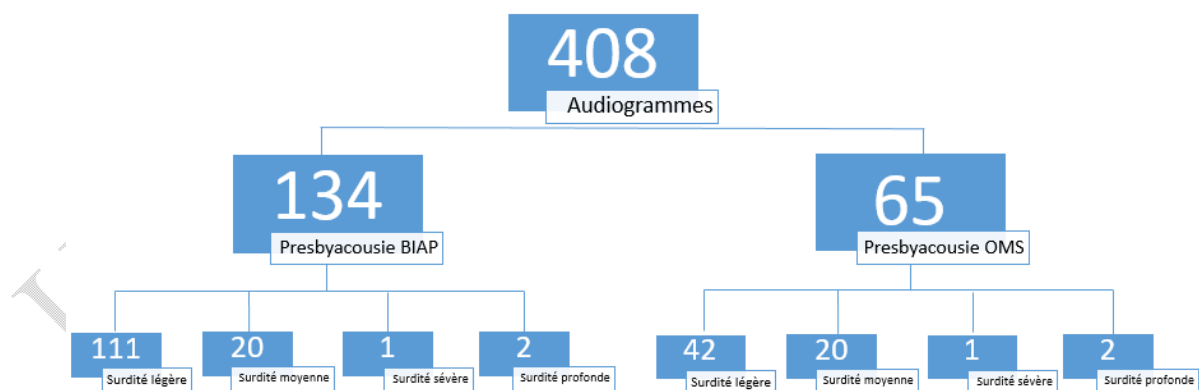 408
Audiogrammes
134
Presbyacousie BIAP
65
Presbyacousie OMS
111
Surdité légère
20
Surdité moyenne
1
Surdité sévère
2
Surdité profonde
42
Surdité légère
20
Surdité moyenne
1
Surdité sévère
2
Surdité profonde